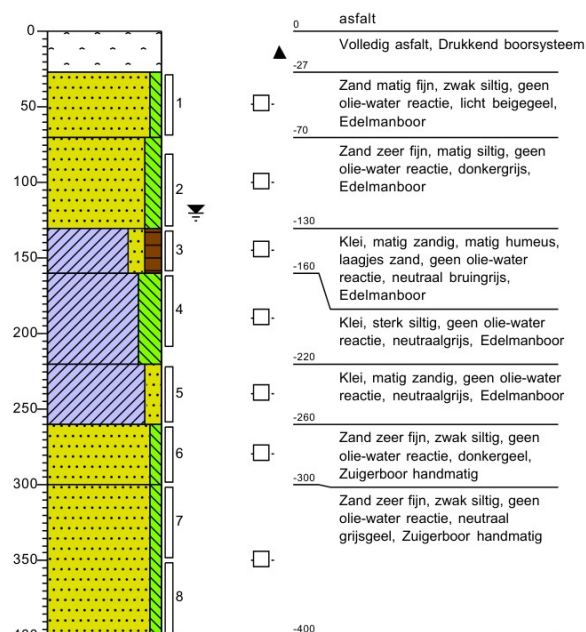 0
50
100
150
200
250
300
350
400
1
2
3
4
5
6
7
8
0
asfalt
Volledig asfalt, Drukkend boorsysteem
-27
Zand matig fijn, zwak siltig, geen
olie-water reactie, licht beigegeel,
Edelmanboor
-70
Zand zeer fijn, matig siltig, geen
olie-water reactie, donkergrijs,
Edelmanboor
-130
Klei, matig zandig, matig humeus,
laagjes zand, geen olie-water
reactie, neutraal bruingrijs,
Edelmanboor
-160
Klei, sterk siltig, geen olie-water
reactie, neutraalgrijs, Edelmanboor
-220
Klei, matig zandig, geen olie-water
reactie, neutraalgrijs, Edelmanboor
-260
Zand zeer fijn, zwak siltig, geen
olie-water reactie, donkergeel,
Zuigerboor handmatig
-300
Zand zeer fijn, zwak siltig, geen
olie-water reactie, neutraal
grijsgeel, Zuigerboor handmatig
-400